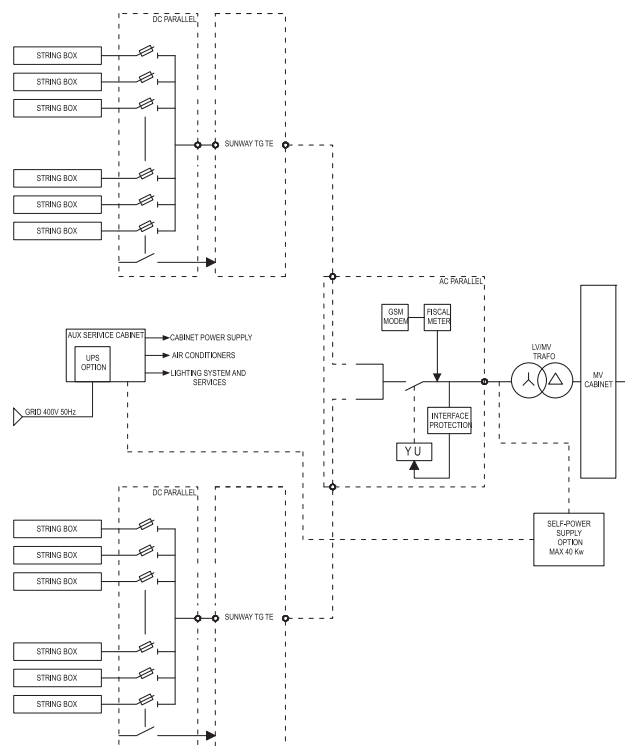 DC PARALLEL
STRING BOX
STRING BOX
STRING BOX
SUNWAY TG TE
STRING BOX
STRING BOX
STRING BOX
AC PARALLEL
GSM
MODEM
FISCAL
METER
AUX SERVICE CABINET
UPS
OPTION
CABINET POWER SUPPLY
AIR CONDITIONERS
LIGHTING SYSTEM AND
SERVICES
GRID 400V 50Hz
LV/MV
TRAFO
MV
CABINET
INTERFACE
PROTECTION
Y U
SELF-POWER
SUPPLY
OPTION
MAX 40 Kw
DC PARALLEL
STRING BOX
STRING BOX
STRING BOX
SUNWAY TG TE
STRING BOX
STRING BOX
STRING BOX